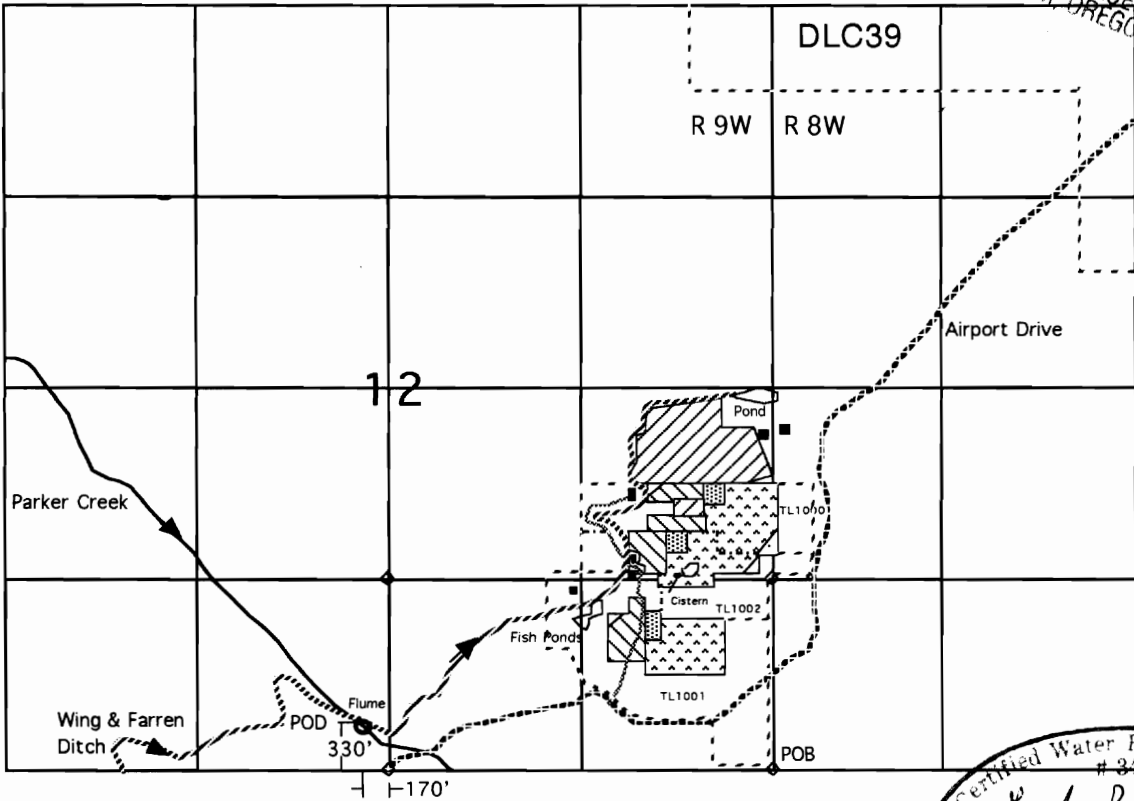 OREGO
DLC39
R 9W R 8W
Airport Drive
12
Pond
Parker Creek
TL1000
Cistern
TL1002
Fish Ponds
TL1001
Flume
Wing & Farren
Ditch
POD
330'
POB
170'
Certified Water